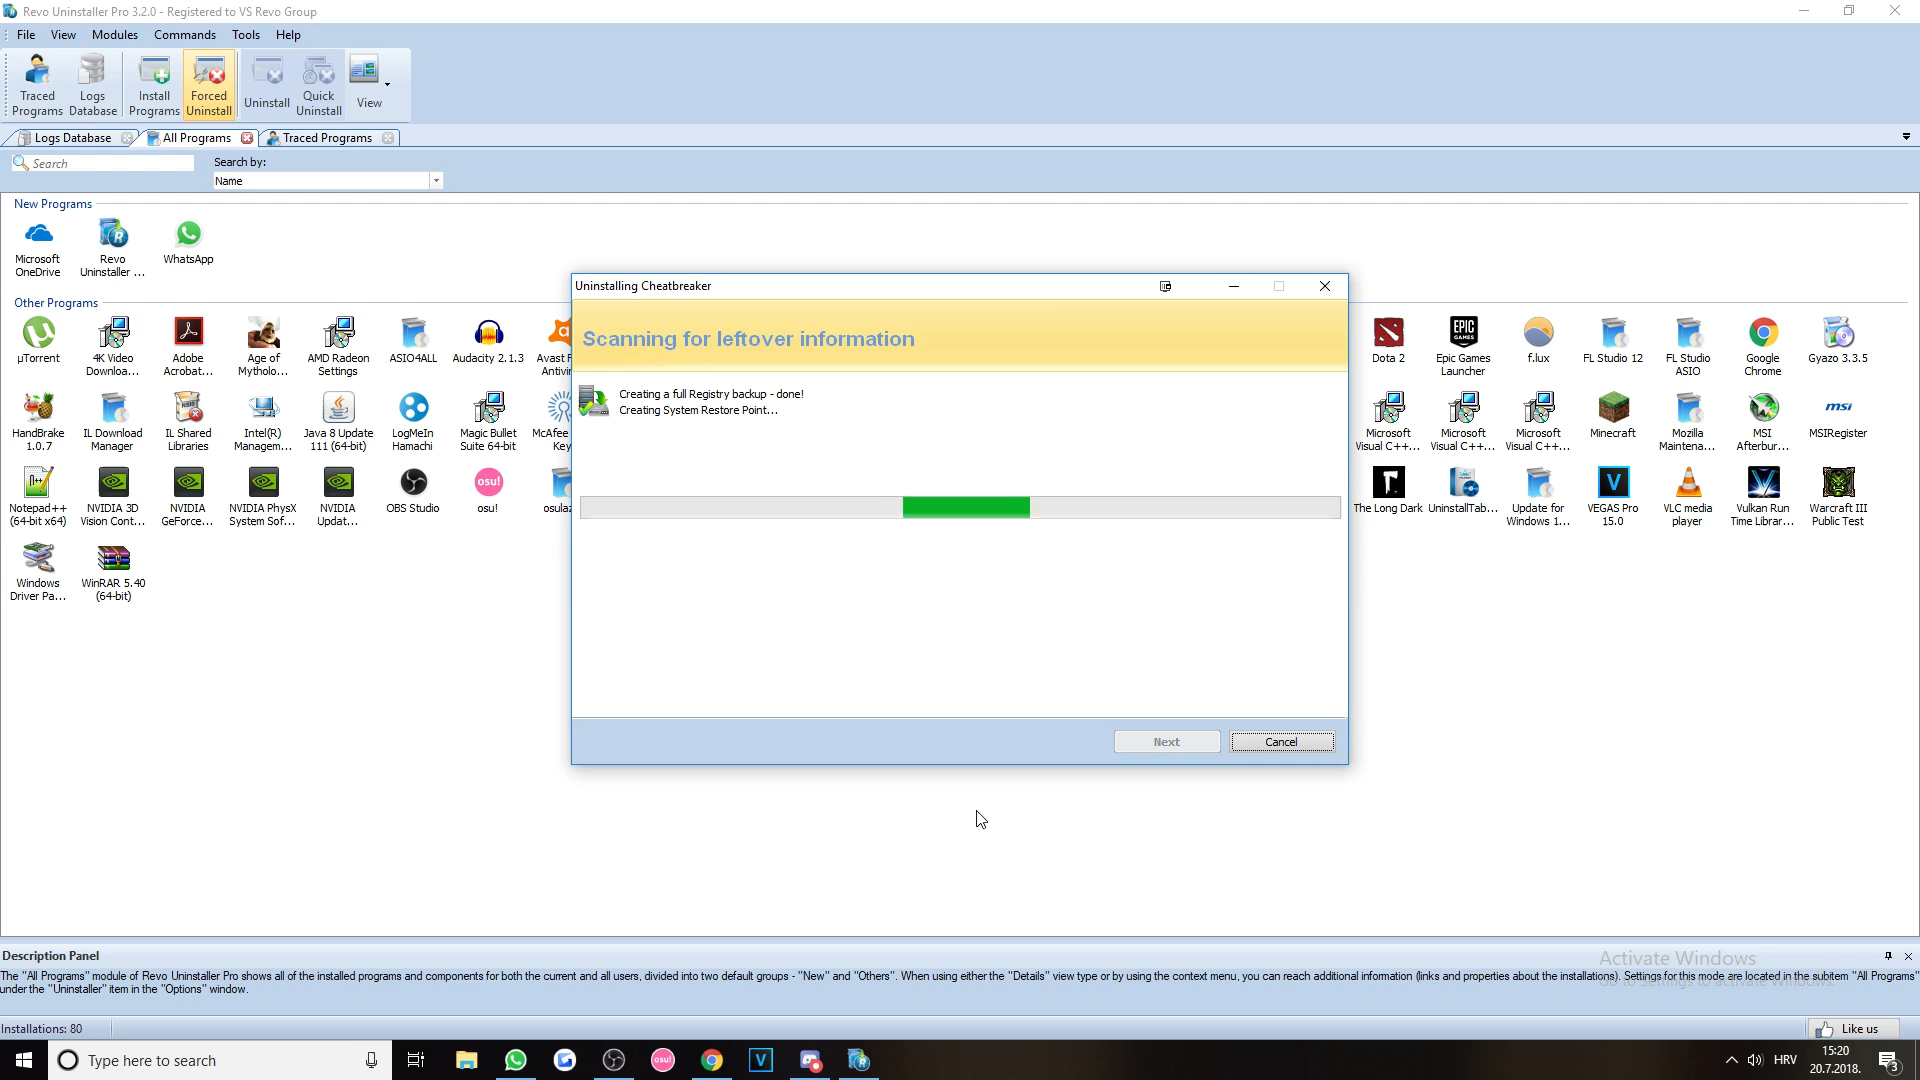 Revo Uninstaller Pro 3.2.0 - Registered to VS Revo Group
File View Modules Commands Tools Help
Traced Programs
Logs Database
Install Programs
Forced Uninstall
Uninstall
Quick Uninstall
View
Logs Database
All Programs
Traced Programs
Search
Search by:
Name
New Programs
Microsoft OneDrive
Revo Uninstaller ...
WhatsApp
Other Programs
µTorrent
4K Video Downloa...
Adobe Acrobat...
Age of Mytholo...
AMD Radeon Settings
ASIO4ALL
Audacity 2.1.3
Avast F
Antivir
Dota 2
Epic Games Launcher
f.lux
FL Studio 12
FL Studio ASIO
Google Chrome
Gyazo 3.3.5
HandBrake 1.0.7
IL Download Manager
IL Shared Libraries
Intel(R) Managem...
Java 8 Update 111 (64-bit)
LogMeIn Hamachi
Magic Bullet Suite 64-bit
McAfee
Key
Microsoft Visual C++...
Microsoft Visual C++...
Microsoft Visual C++...
Minecraft
Mozilla Maintena...
MSI Afterbur...
msi
MSIRegister
Notepad++ (64-bit x64)
NVIDIA 3D Vision Cont...
NVIDIA GeForce...
NVIDIA PhysX System Sof...
NVIDIA Updat...
OBS Studio
osu!
osu!
osulaz
The Long Dark
UninstallTab...
Update for Windows 1...
VEGAS Pro 15.0
VLC media player
Vulkan Run Time Librar...
Warcraft III Public Test
Windows Driver Pa...
WinRAR 5.40 (64-bit)
Uninstalling Cheatbreaker
Scanning for leftover information
Creating a full Registry backup - done!
Creating System Restore Point...
Next
Cancel
Description Panel
The "All Programs" module of Revo Uninstaller Pro shows all of the installed programs and components for both the current and all users, divided into two default groups - "New" and "Others". When using either the "Details" view type or by using the context menu, you can reach additional information (links and properties about the installations). Settings for this mode are located in the subitem "All Programs"
under the "Uninstaller" item in the "Options" window.
Activate Windows
Go to Settings to activate Windows.
Installations: 80
Like us
Type here to search
osu!
V
HRV
15:20
20.7.2018.
3